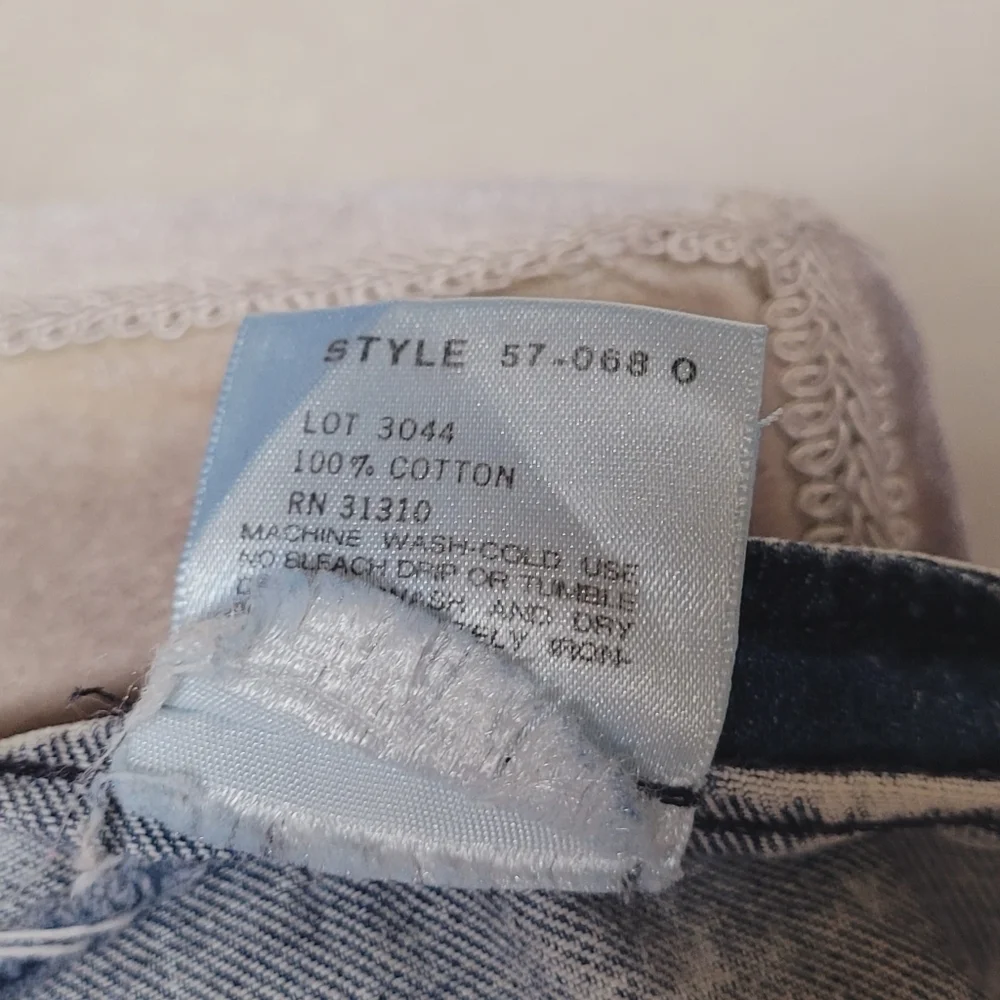 STYLE 57-068 O
LOT 3044
100% COTTON
RN 31310
MACHINE WASH-COLD USE
NO BLEACH DRIP OR TUMBLE
WASH AND DRY
IRON-